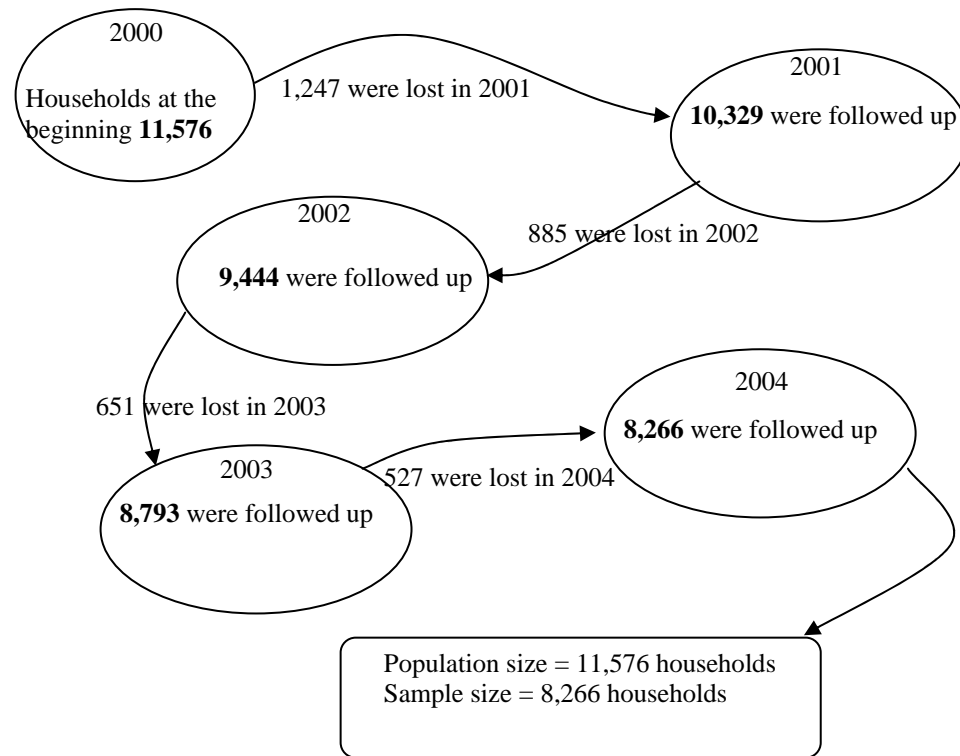 2000
Households at the
beginning 11,576
1,247 were lost in 2001
2001
10,329 were followed up
885 were lost in 2002
2002
9,444 were followed up
651 were lost in 2003
2003
8,793 were followed up
527 were lost in 2004
2004
8,266 were followed up
Population size = 11,576 households
Sample size = 8,266 households